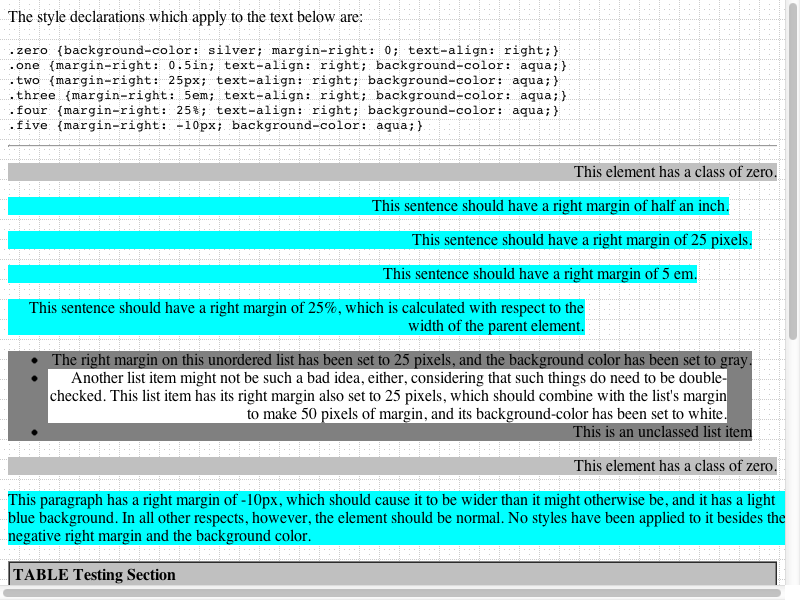 The style declarations which apply to the text below are:
.zero {background-color: silver; margin-right: 0; text-align: right;}
.one {margin-right: 0.5in; text-align: right; background-color: aqua;}
.two {margin-right: 25px; text-align: right; background-color: aqua;}
.three {margin-right: 5em; text-align: right; background-color: aqua;}
.four {margin-right: 25%; text-align: right; background-color: aqua;}
.five {margin-right: -10px; background-color: aqua;}
This element has a class of zero.
This sentence should have a right margin of half an inch.
This sentence should have a right margin of 25 pixels.
This sentence should have a right margin of 5 em.
This sentence should have a right margin of 25%, which is calculated with respect to the
width of the parent element.
The right margin on this unordered list has been set to 25 pixels, and the background color has been set to gray.
Another list item might not be such a bad idea, either, considering that such things do need to be double-
checked. This list item has its right margin also set to 25 pixels, which should combine with the list's margin
to make 50 pixels of margin, and its background-color has been set to white.
This is an unclassed list item
This element has a class of zero.
This paragraph has a right margin of -10px, which should cause it to be wider than it might otherwise be, and it has a light
blue background. In all other respects, however, the element should be normal. No styles have been applied to it besides the
negative right margin and the background color.
TABLE Testing Section